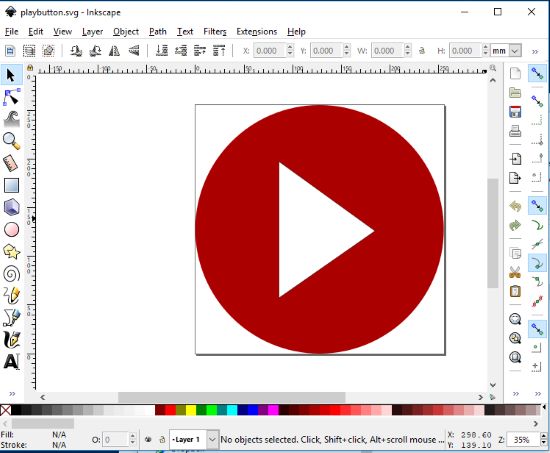 playbutton.svg - Inkscape
File Edit View Layer Object Path Text Filters Extensions Help
X: 0.000 Y: 0.000 W: 0.000 H: 0.000 mm
Fill: N/A O: 0 Layer 1 No objects selected. Click, Shift+click, Alt+scroll mouse ... X: 298.60 Z: 35%
Stroke: N/A Y: 139.10